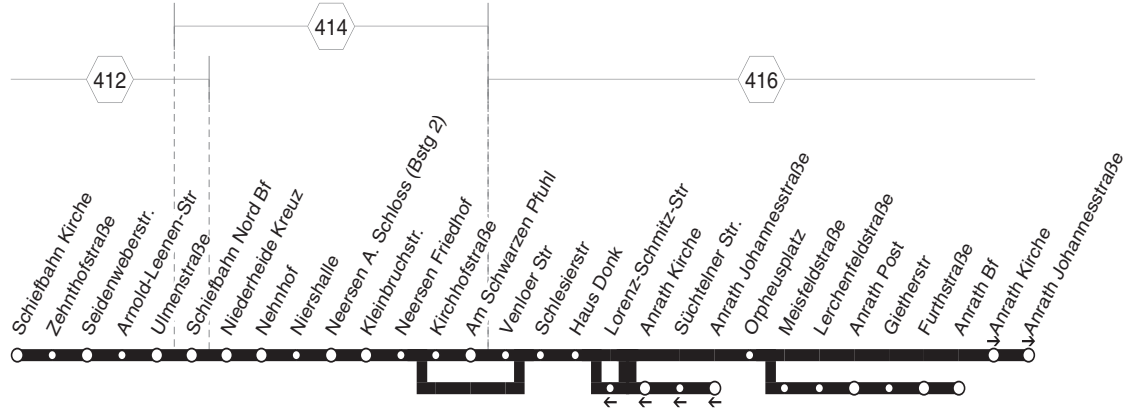 414
412
416
Schiefbahn Kirche
Zehnthofstraße
Seidenweberstr.
Arnold-Leenen-Str
Ulmenstraße
Schiefbahn Nord Bf
Niederheide Kreuz
Nehnhof
Niershalle
Neersen A. Schloss (Bstg 2)
Kleinbruchstr.
Neersen Friedhof
Kirchhofstraße
Am Schwarzen Pfuhl
Venloer Str
Schlesierstr
Haus Donk
Lorenz-Schmitz-Str
Anrath Kirche
Süchtelner Str.
Anrath Johannesstraße
Orpheusplatz
Meisfeldstraße
Lerchenfeldstraße
Anrath Post
Gietherstr
Furthstraße
Anrath Bf
Anrath Kirche
Anrath Johannesstraße